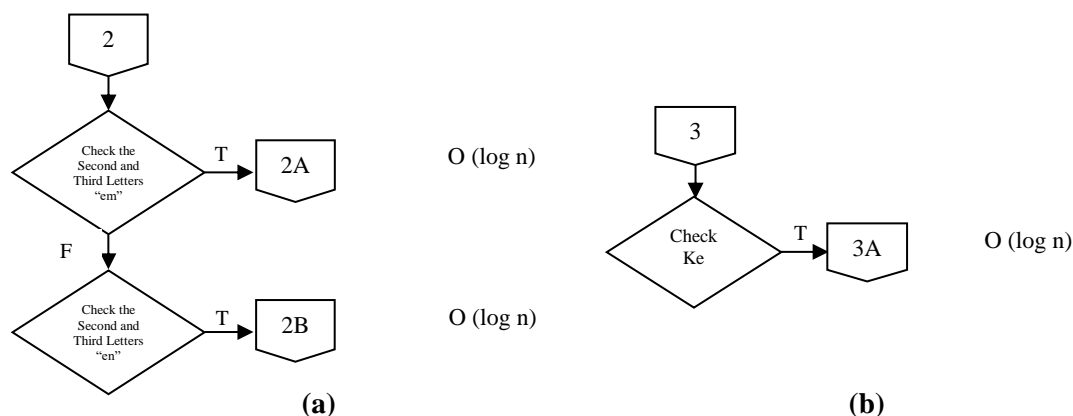 2
Check the
Second and
Third Letters
“em”
T
2A
O (log n)
F
Check the
Second and
Third Letters
“en”
T
2B
O (log n)
(a)
3
Check
Ke
T
3A
O (log n)
(b)